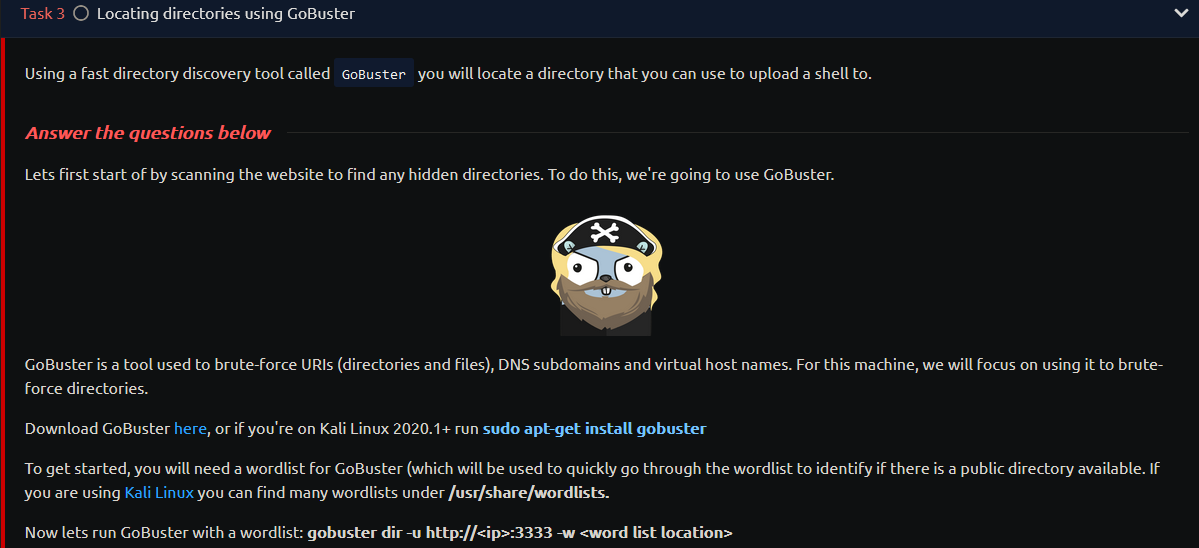 Task 3 Locating directories using GoBuster
Using a fast directory discovery tool called GoBuster you will locate a directory that you can use to upload a shell to.
Answer the questions below
Lets first start of by scanning the website to find any hidden directories. To do this, we're going to use GoBuster.
GoBuster is a tool used to brute-force URIs (directories and files), DNS subdomains and virtual host names. For this machine, we will focus on using it to brute-
force directories.
Download GoBuster here, or if you're on Kali Linux 2020.1+ run sudo apt-get install gobuster
To get started, you will need a wordlist for GoBuster (which will be used to quickly go through the wordlist to identify if there is a public directory available. If
you are using Kali Linux you can find many wordlists under /usr/share/wordlists.
Now lets run GoBuster with a wordlist: gobuster dir -u http://<ip>:3333 -w <word list location>